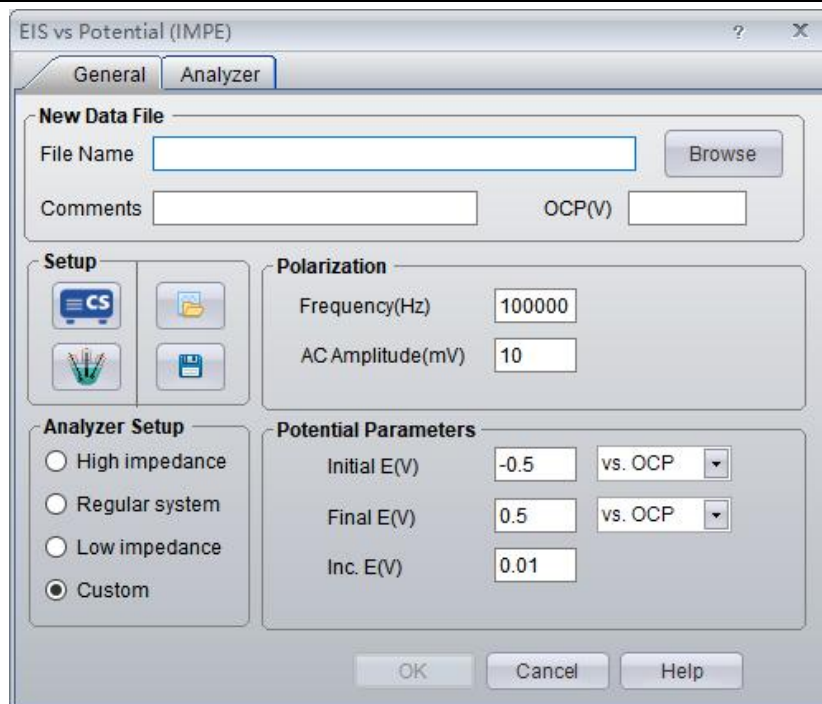 EIS vs Potential (IMPE)
General Analyzer
New Data File
File Name Browse
Comments OCP(V)
Setup
CS
Polarization
Frequency(Hz) 100000
AC Amplitude(mV) 10
Analyzer Setup
High impedance
Regular system
Low impedance
Custom
Potential Parameters
Initial E(V) -0.5 vs. OCP
Final E(V) 0.5 vs. OCP
Inc. E(V) 0.01
OK Cancel Help